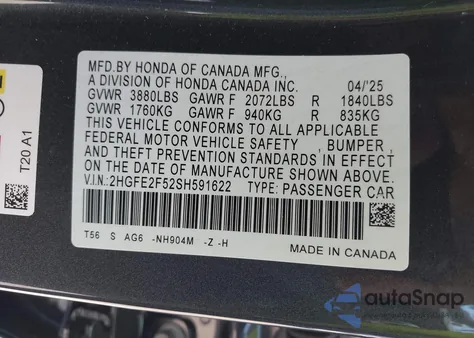 MFD.BY HONDA OF CANADA MFG.,
A DIVISION OF HONDA CANADA INC. 04/'25
GVWR 3880LBS GAWR F 2072LBS R 1840LBS
GVWR 1760KG GAWR F 940KG R 835KG
THIS VEHICLE CONFORMS TO ALL APPLICABLE
FEDERAL MOTOR VEHICLE SAFETY , BUMPER ,
AND THEFT PREVENTION STANDARDS IN EFFECT
ON THE DATE OF MANUFACTURE SHOWN ABOVE.
V.I.N:2HGFE2F52SH591622 TYPE: PASSENGER CAR
T56 S AG6 -NH904M -Z -H
MADE IN CANADA
T20 A1
autoSnap